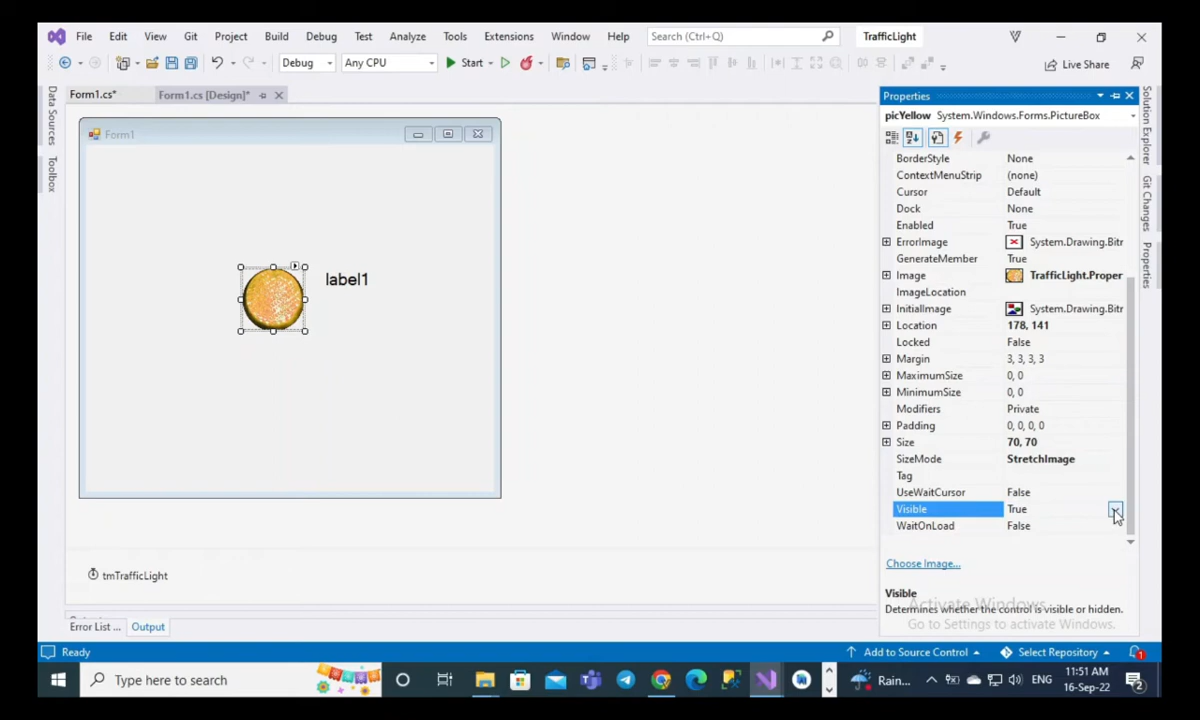 File Edit View Git Project Build Debug Test Analyze Tools Extensions Window Help Search (Ctrl+Q) TrafficLight
Debug Any CPU Start Live Share
Form1.cs* Form1.cs [Design]*
Data Sources
Toolbox
Form1
label1
tmTrafficLight
Error List ... Output
Properties
picYellow System.Windows.Forms.PictureBox
BorderStyle None
ContextMenuStrip (none)
Cursor Default
Dock None
Enabled True
ErrorImage System.Drawing.Bitr
GenerateMember True
Image TrafficLight.Proper
ImageLocation
InitialImage System.Drawing.Bitr
Location 178, 141
Locked False
Margin 3, 3, 3, 3
MaximumSize 0, 0
MinimumSize 0, 0
Modifiers Private
Padding 0, 0, 0, 0
Size 70, 70
SizeMode StretchImage
Tag
UseWaitCursor False
Visible True
WaitOnLoad False
Choose Image...
Visible
Determines whether the control is visible or hidden.
Activate Windows
Go to Settings to activate Windows.
Solution Explorer
Git Changes
Properties
Ready Add to Source Control Select Repository 1
Type here to search Rain... ENG 11:51 AM
16-Sep-22 2